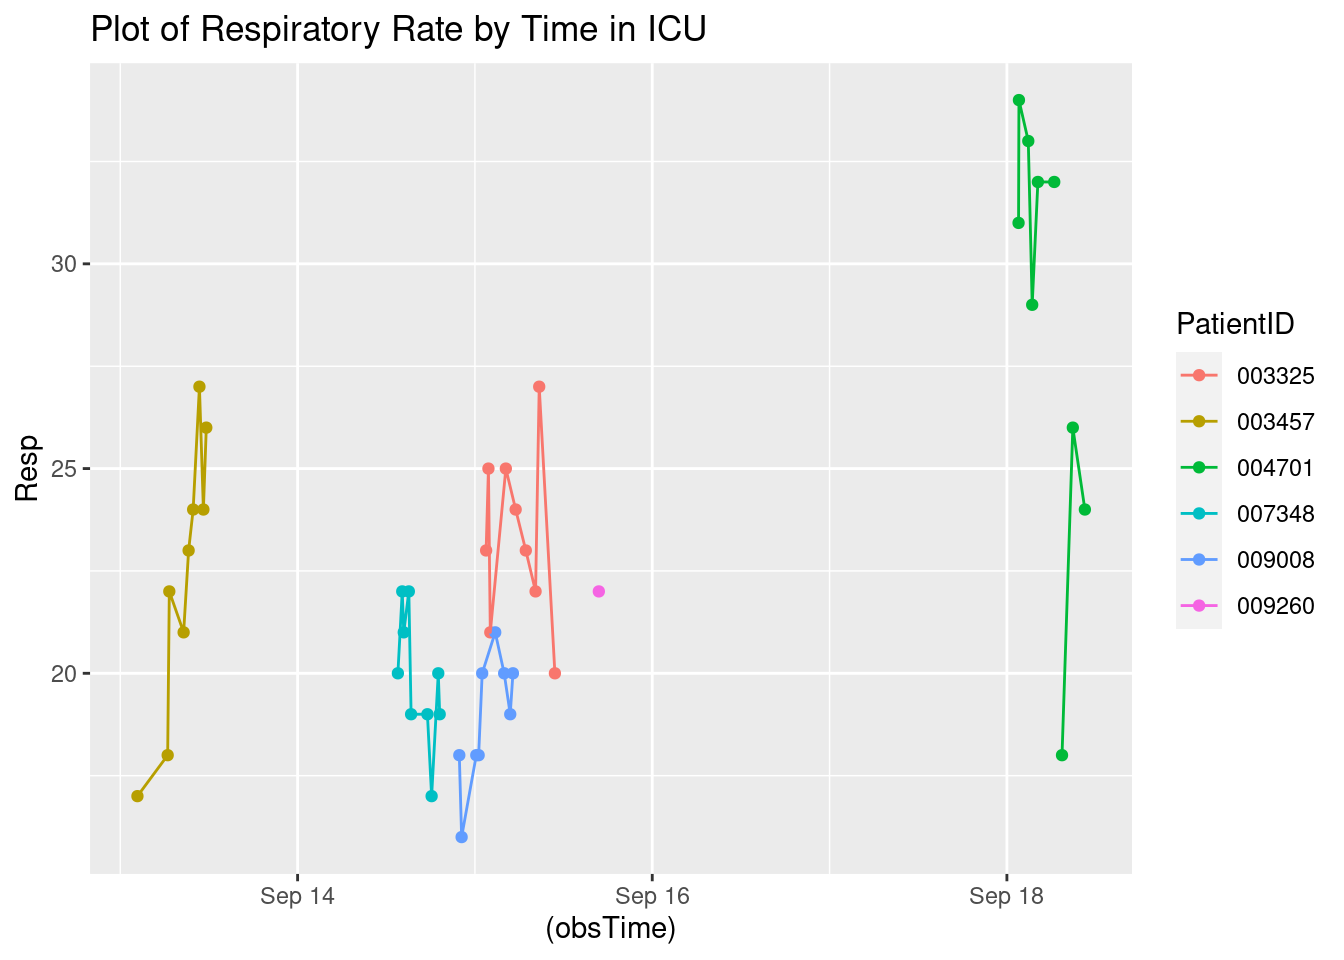 Plot of Respiratory Rate by Time in ICU
Resp
30
25
20
Sep 14
Sep 16
Sep 18
(obsTime)
PatientID
003325
003457
004701
007348
009008
009260